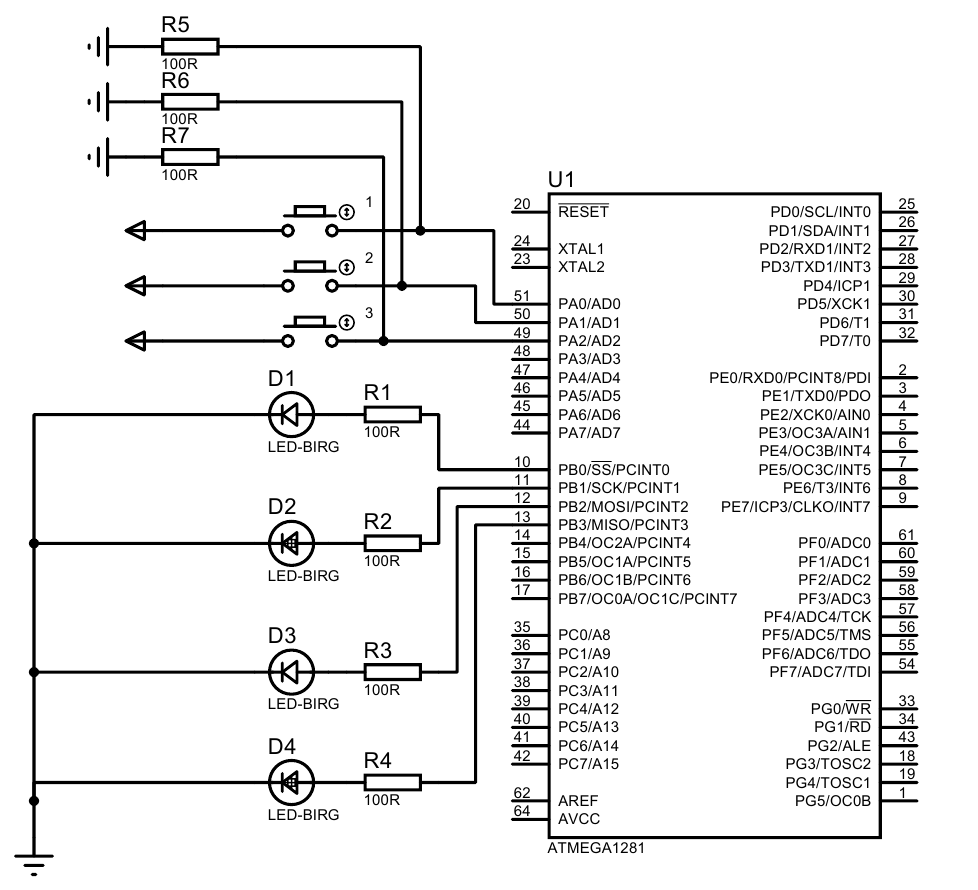 R5
100R
R6
100R
R7
100R
1
2
3
D1
LED-BIRG
R1
100R
D2
LED-BIRG
R2
100R
D3
LED-BIRG
R3
100R
D4
LED-BIRG
R4
100R
U1
20 RESET
24 XTAL1
23 XTAL2
51 PA0/AD0
50 PA1/AD1
49 PA2/AD2
48 PA3/AD3
47 PA4/AD4
46 PA5/AD5
45 PA6/AD6
44 PA7/AD7
10 PB0/SS/PCINT0
11 PB1/SCK/PCINT1
12 PB2/MOSI/PCINT2
13 PB3/MISO/PCINT3
14 PB4/OC2A/PCINT4
15 PB5/OC1A/PCINT5
16 PB6/OC1B/PCINT6
17 PB7/OC0A/OC1C/PCINT7
35 PC0/A8
36 PC1/A9
37 PC2/A10
38 PC3/A11
39 PC4/A12
40 PC5/A13
41 PC6/A14
42 PC7/A15
62 AREF
64 AVCC
PD0/SCL/INT0 25
PD1/SDA/INT1 26
PD2/RXD1/INT2 27
PD3/TXD1/INT3 28
PD4/ICP1 29
PD5/XCK1 30
PD6/T1 31
PD7/T0 32
PE0/RXD0/PCINT8/PDI 2
PE1/TXD0/PDO 3
PE2/XCK0/AIN0 4
PE3/OC3A/AIN1 5
PE4/OC3B/INT4 6
PE5/OC3C/INT5 7
PE6/T3/INT6 8
PE7/ICP3/CLKO/INT7 9
PF0/ADC0 61
PF1/ADC1 60
PF2/ADC2 59
PF3/ADC3 58
PF4/ADC4/TCK 57
PF5/ADC5/TMS 56
PF6/ADC6/TDO 55
PF7/ADC7/TDI 54
PG0/WR 33
PG1/RD 34
PG2/ALE 43
PG3/TOSC2 18
PG4/TOSC1 19
PG5/OC0B 1
ATMEGA1281